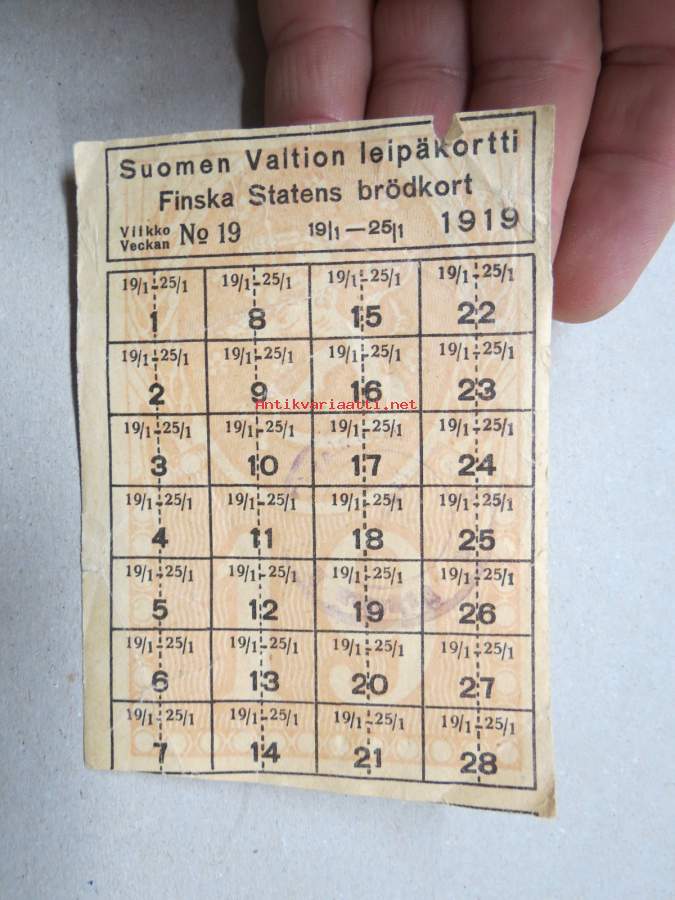 Suomen Valtion leipäkortti
Finska Statens brödkort
Viikko
Veckan No 19 19/1—25/1 1919
19/1-25/1 19/1-25/1 19/1-25/1 19/1-25/1
1 8 15 22
19/1-25/1 19/1-25/1 19/1-25/1 19/1-25/1
2 9 16 23
Antikvariaatti.net
19/1-25/1 19/1-25/1 19/1-25/1 19/1-25/1
3 10 17 24
19/1-25/1 19/1-25/1 19/1-25/1 19/1-25/1
4 11 18 25
19/1-25/1 19/1-25/1 19/1-25/1 19/1-25/1
5 12 19 26
19/1-25/1 19/1-25/1 19/1-25/1 19/1-25/1
6 13 20 27
19/1-25/1 19/1-25/1 19/1-25/1 19/1-25/1
7 14 21 28